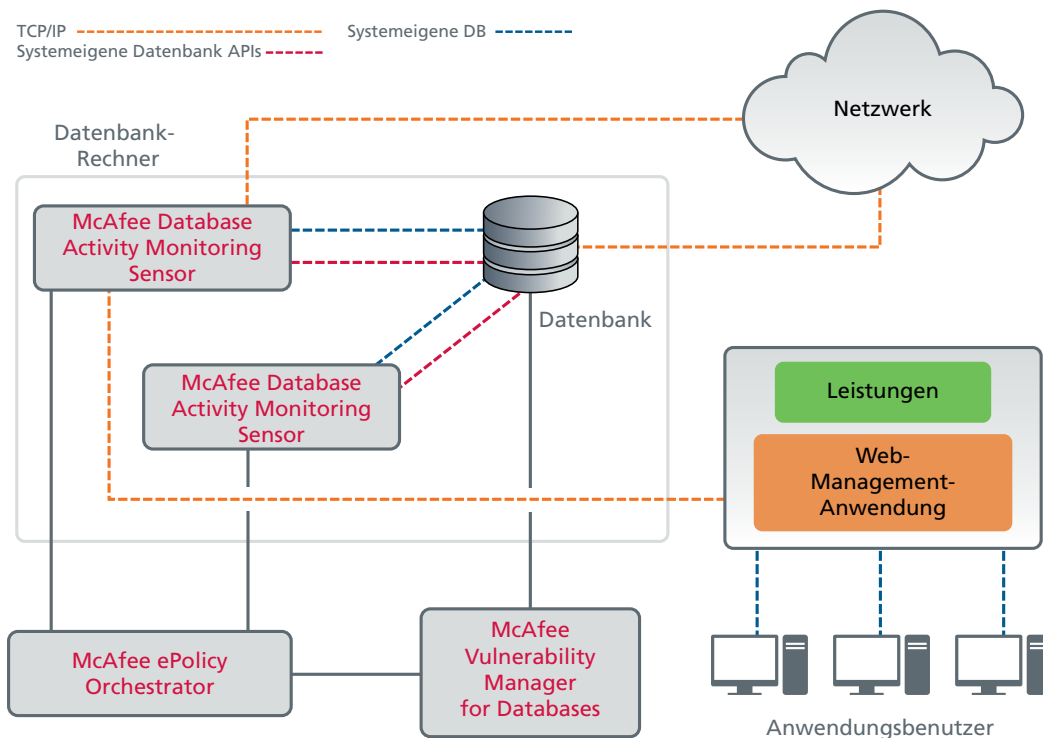 TCP/IP
Systemeigene DB
Systemeigene Datenbank APIs
Netzwerk
Datenbank-
Rechner
McAfee Database
Activity Monitoring
Sensor
Datenbank
McAfee Database
Activity Monitoring
Sensor
Leistungen
Web-
Management-
Anwendung
McAfee ePolicy
Orchestrator
McAfee
Vulnerability
Manager
for Databases
Anwendungsbenutzer